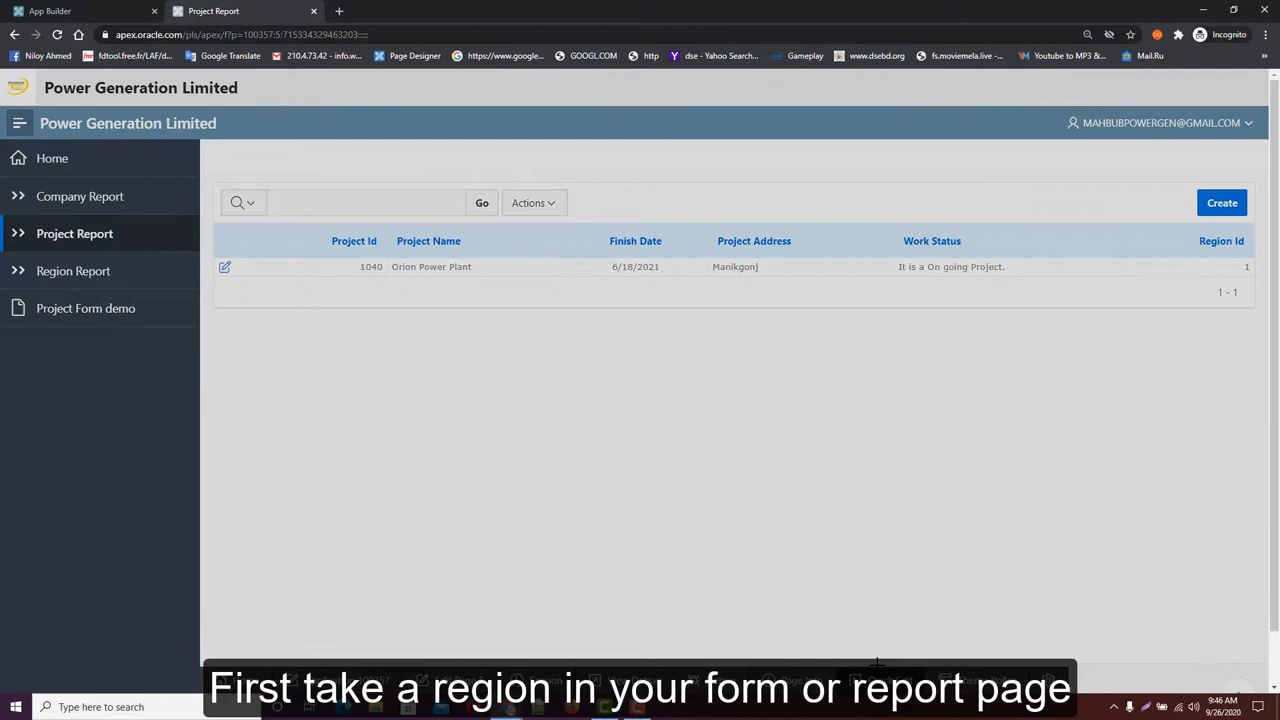 App Builder
Project Report
apex.oracle.com/pls/apex/f?p=100357:5:715334329463203:::
Incognito
Niloy Ahmed
fdtool.free.fr/LAF/d...
Google Translate
210.4.73.42 - info.w...
Page Designer
https://www.google...
GOOGL.COM
http
dse - Yahoo Search...
Gameplay
www.dsebd.org
fs.moviemela.live -...
Youtube to MP3 &...
Mail.Ru
Power Generation Limited
Power Generation Limited
MAHBUBPOWERGEN@GMAIL.COM
Home
Company Report
Project Report
Region Report
Project Form demo
Go
Actions
Create
Project Id Project Name Finish Date Project Address Work Status Region Id
1040 Orion Power Plant 6/18/2021 Manikgonj It is a On going Project. 1
1 - 1
First take a region in your form or report page
Type here to search
9:46 AM
9/26/2020